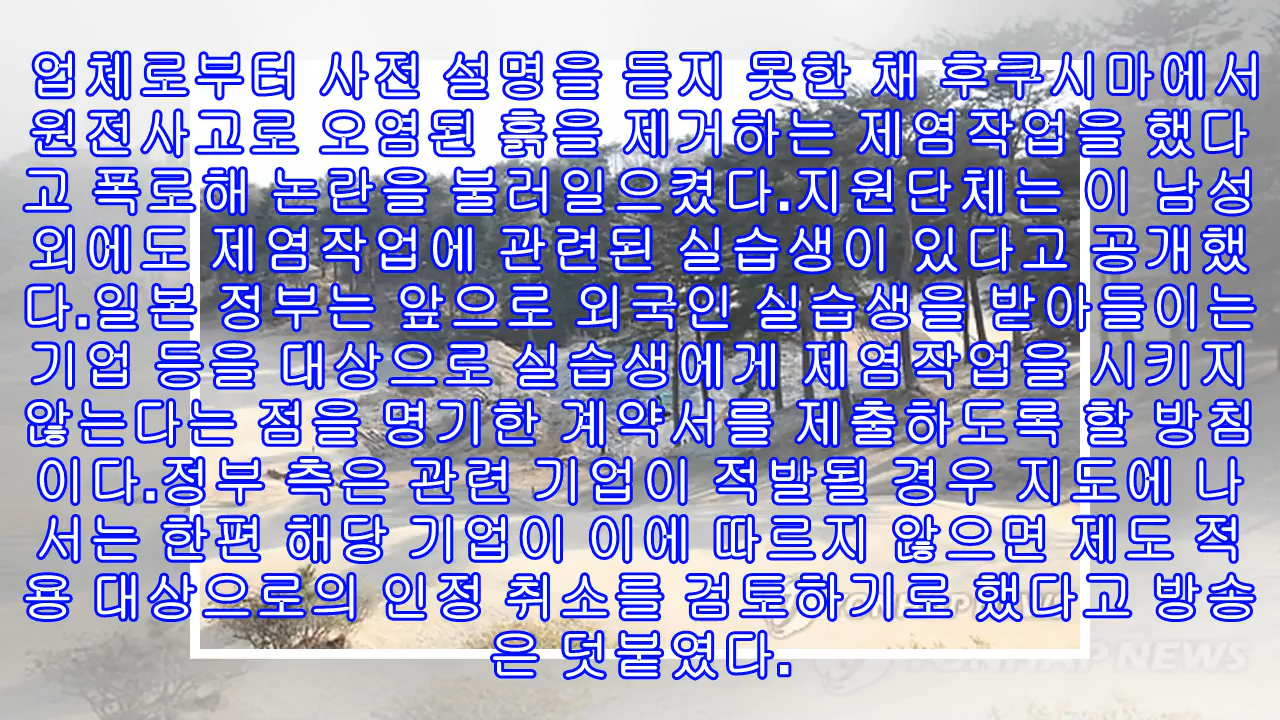 업체로부터 사전 설명을 듣지 못한 채 후쿠시마에서
원전사고로 오염된 흙을 제거하는 제염작업을 했다
고 폭로해 논란을 불러일으켰다.지원단체는 이 남성
외에도 제염작업에 관련된 실습생이 있다고 공개했
다.일본 정부는 앞으로 외국인 실습생을 받아들이는
기업 등을 대상으로 실습생에게 제염작업을 시키지
않는다는 점을 명기한 계약서를 제출하도록 할 방침
이다.정부 측은 관련 기업이 적발될 경우 지도에 나
서는 한편 해당 기업이 이에 따르지 않으면 제도 적
용 대상으로의 인정 취소를 검토하기로 했다고 방송
은 덧붙였다.
YONHAP NEWS